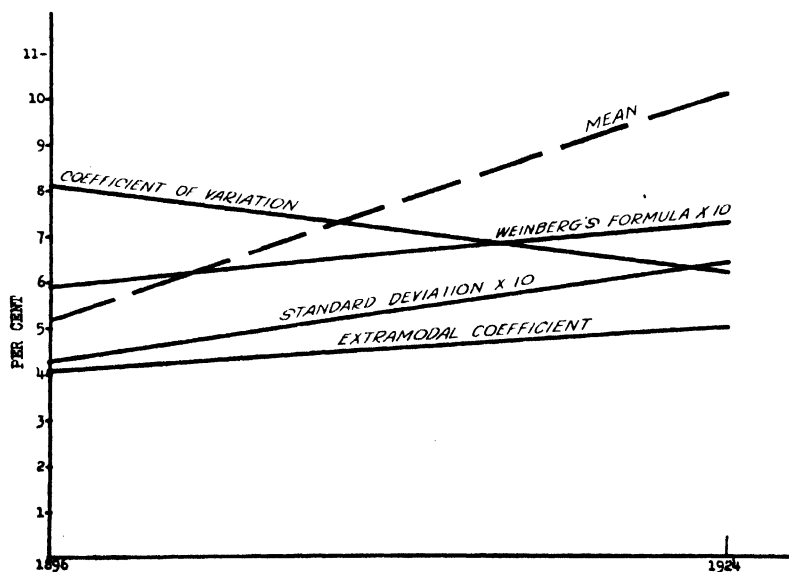 11
10
MEAN
9
COEFFICIENT OF VARIATION
8
WEINBERG'S FORMULA X 10
7
6
STANDARD DEVIATION X 10
5
EXTRAMODAL COEFFICIENT
PER CENT
4
3
2
1
1896
1924